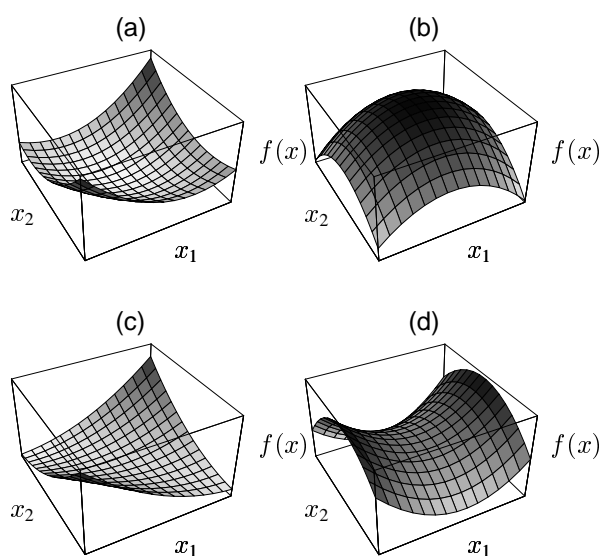 (a)
(b)
f(x)
f(x)
x₂
x₂
x₁
x₁
(c)
(d)
f(x)
f(x)
x₂
x₂
x₁
x₁